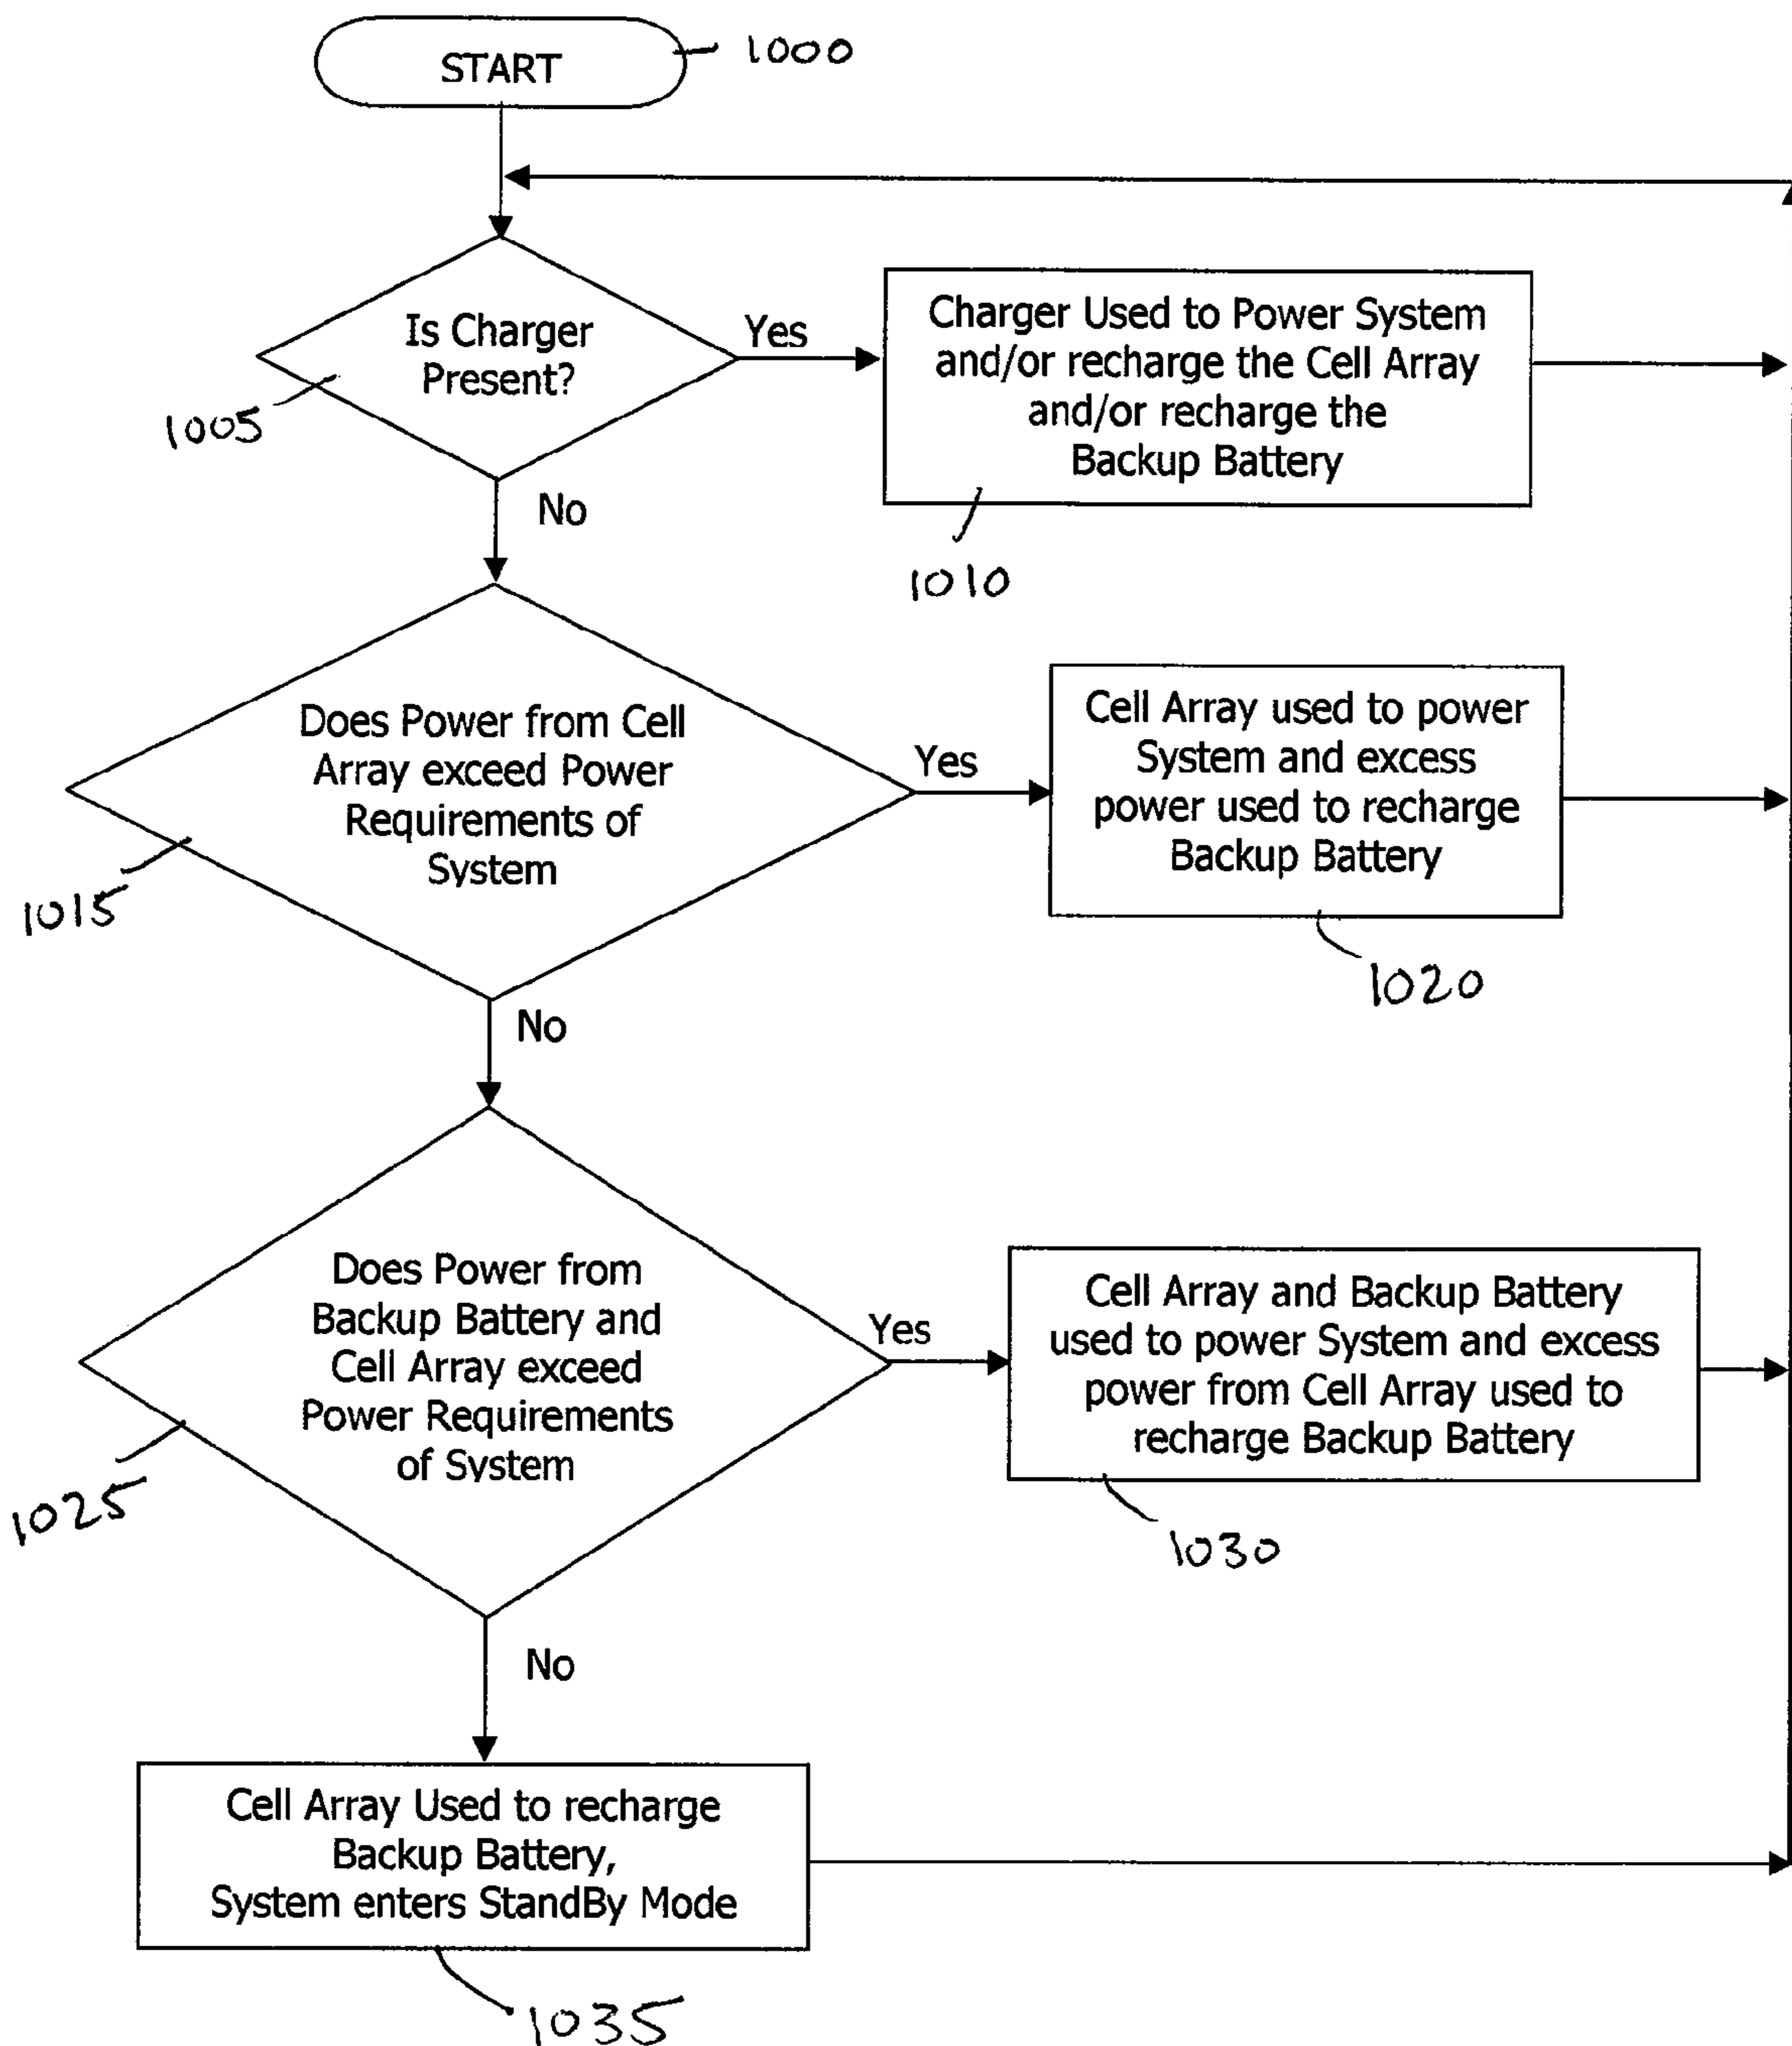 START
1000
Is Charger
Present?
Yes
1005
No
Charger Used to Power System
and/or recharge the Cell Array
and/or recharge the
Backup Battery
1010
Does Power from Cell
Array exceed Power
Requirements of
System
Yes
1015
No
Cell Array used to power
System and excess
power used to recharge
Backup Battery
1020
Does Power from
Backup Battery and
Cell Array exceed
Power Requirements
of System
Yes
1025
No
Cell Array and Backup Battery
used to power System and excess
power from Cell Array used to
recharge Backup Battery
1030
Cell Array Used to recharge
Backup Battery,
System enters StandBy Mode
1035